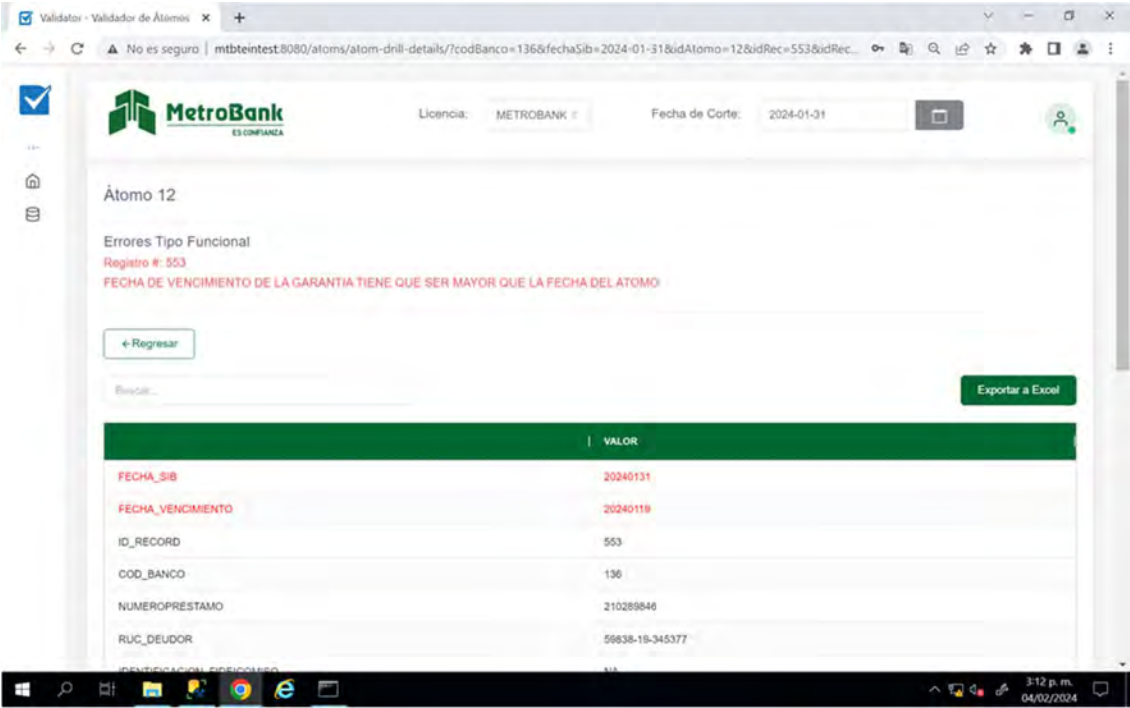 Validator - Validador de Átomos
No es seguro | mtbteintest:8080/atoms/atom-drill-details/?codBanco=136&fechaSib=2024-01-31&idAtomo=12&idRec=553&idRec...
MetroBank
ES CONFIANZA
Licencia: METROBANK
Fecha de Corte: 2024-01-31
Átomo 12
Errores Tipo Funcional
Registro #: 553
FECHA DE VENCIMIENTO DE LA GARANTIA TIENE QUE SER MAYOR QUE LA FECHA DEL ATOMO
← Regresar
Buscar...
Exportar a Excel
VALOR
FECHA_SIB 20240131
FECHA_VENCIMIENTO 20240119
ID_RECORD 553
COD_BANCO 136
NUMEROPRESTAMO 210289846
RUC_DEUDOR 59838-19-345377
IDENTIFICACION_FIDEICOMISO NA
3:12 p. m.
04/02/2024